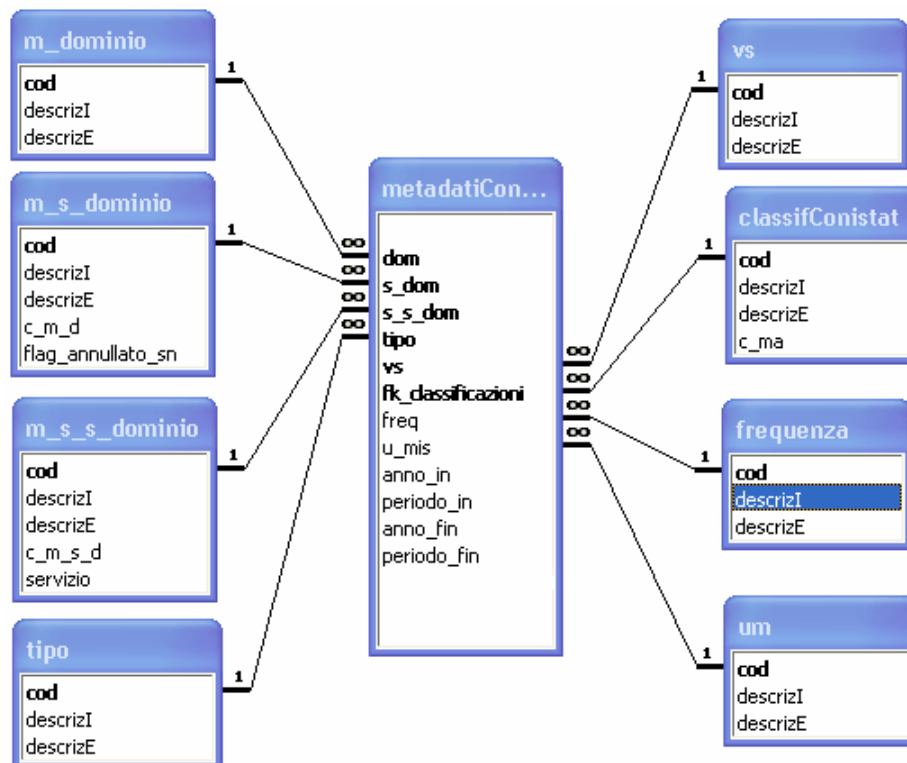 m_dominio
cod
descrizI
descrizE
1
m_s_dominio
cod
descrizI
descrizE
c_m_d
flag_annullato_sn
1
m_s_s_dominio
cod
descrizI
descrizE
c_m_s_d
servizio
1
tipo
cod
descrizI
descrizE
1
metadatiCon...
dom
s_dom
s_s_dom
tipo
vs
fk_classificazioni
freq
u_mis
anno_in
periodo_in
anno_fin
periodo_fin
∞
∞
∞
∞
∞
∞
∞
∞
vs
cod
descrizI
descrizE
1
classifConistat
cod
descrizI
descrizE
c_ma
1
frequenza
cod
descrizI
descrizE
1
um
cod
descrizI
descrizE
1